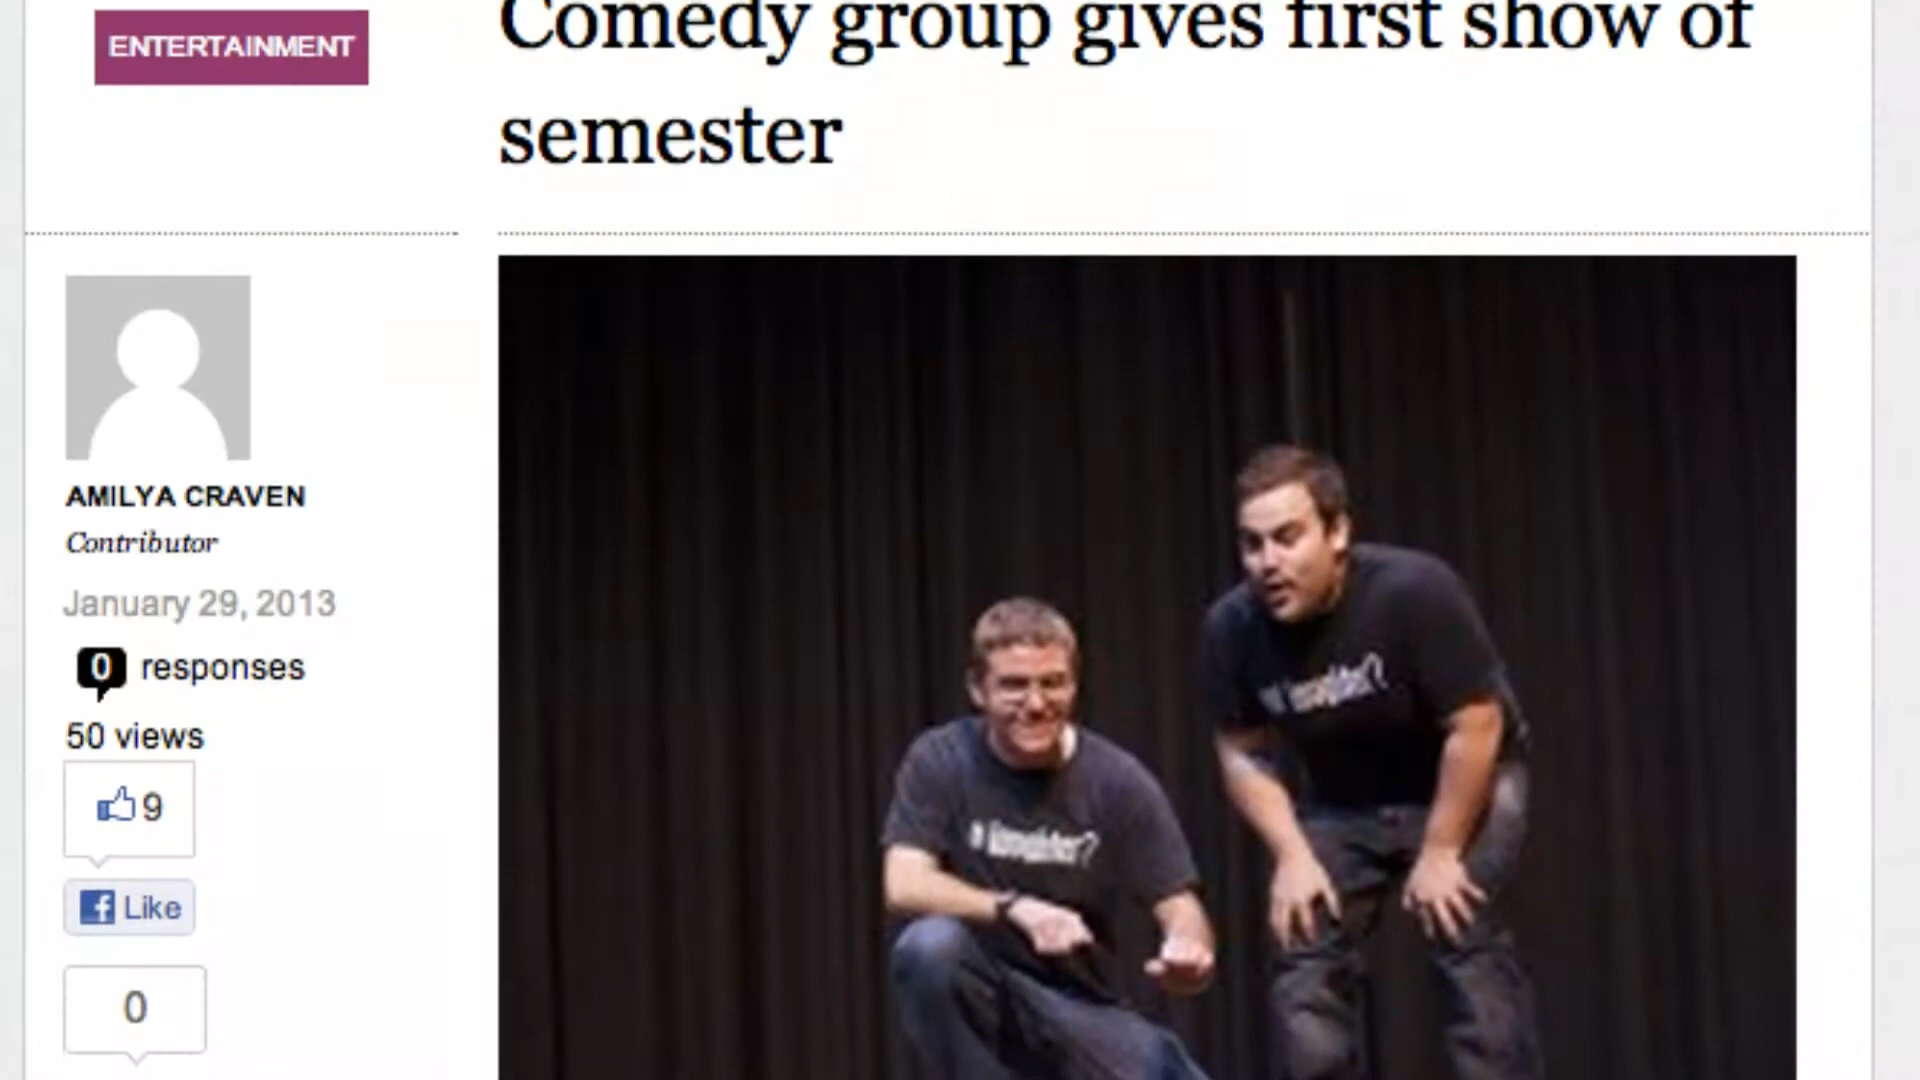 ENTERTAINMENT
Comedy group gives first show of
semester
AMILYA CRAVEN
Contributor
January 29, 2013
0 responses
50 views
9
Like
0
laughter?